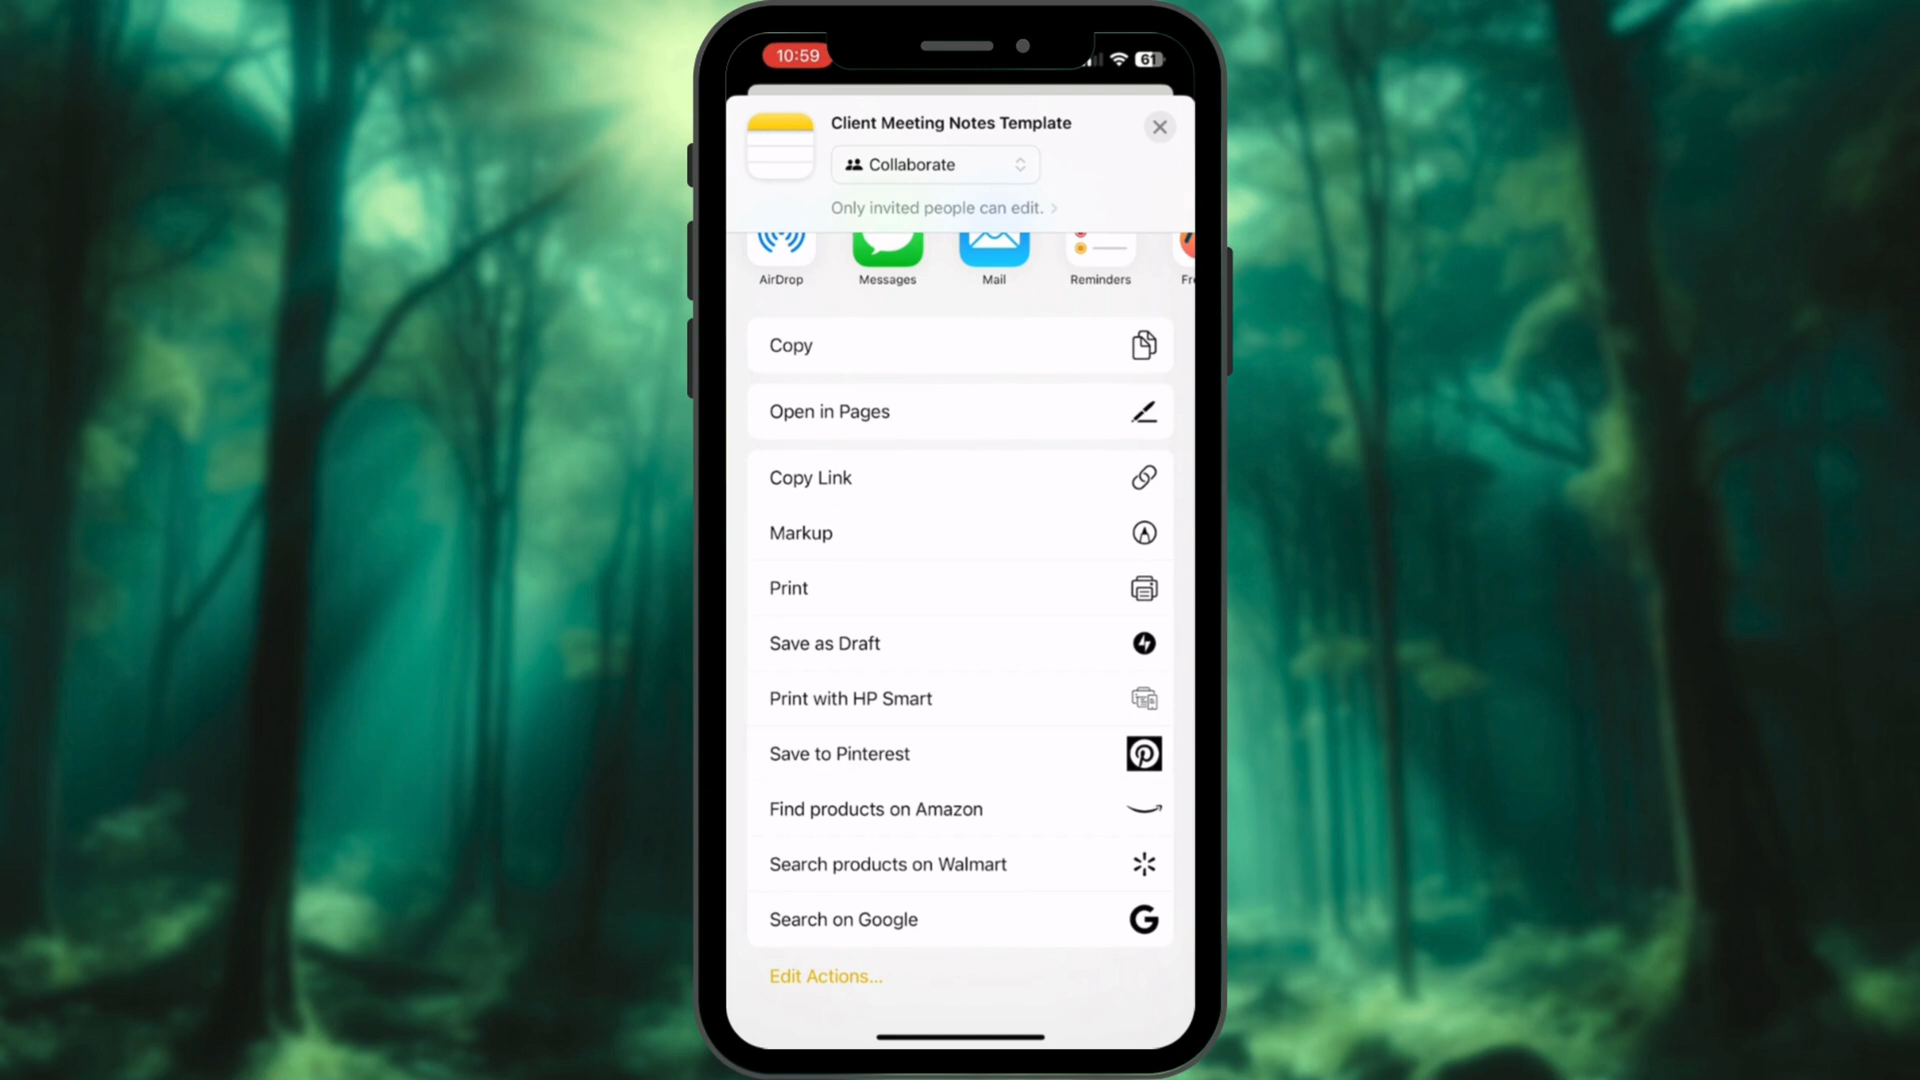 10:59
61
Client Meeting Notes Template
Collaborate
Only invited people can edit.
AirDrop
Messages
Mail
Reminders
Fr
Copy
Open in Pages
Copy Link
Markup
Print
Save as Draft
Print with HP Smart
Save to Pinterest
Find products on Amazon
Search products on Walmart
Search on Google
Edit Actions...